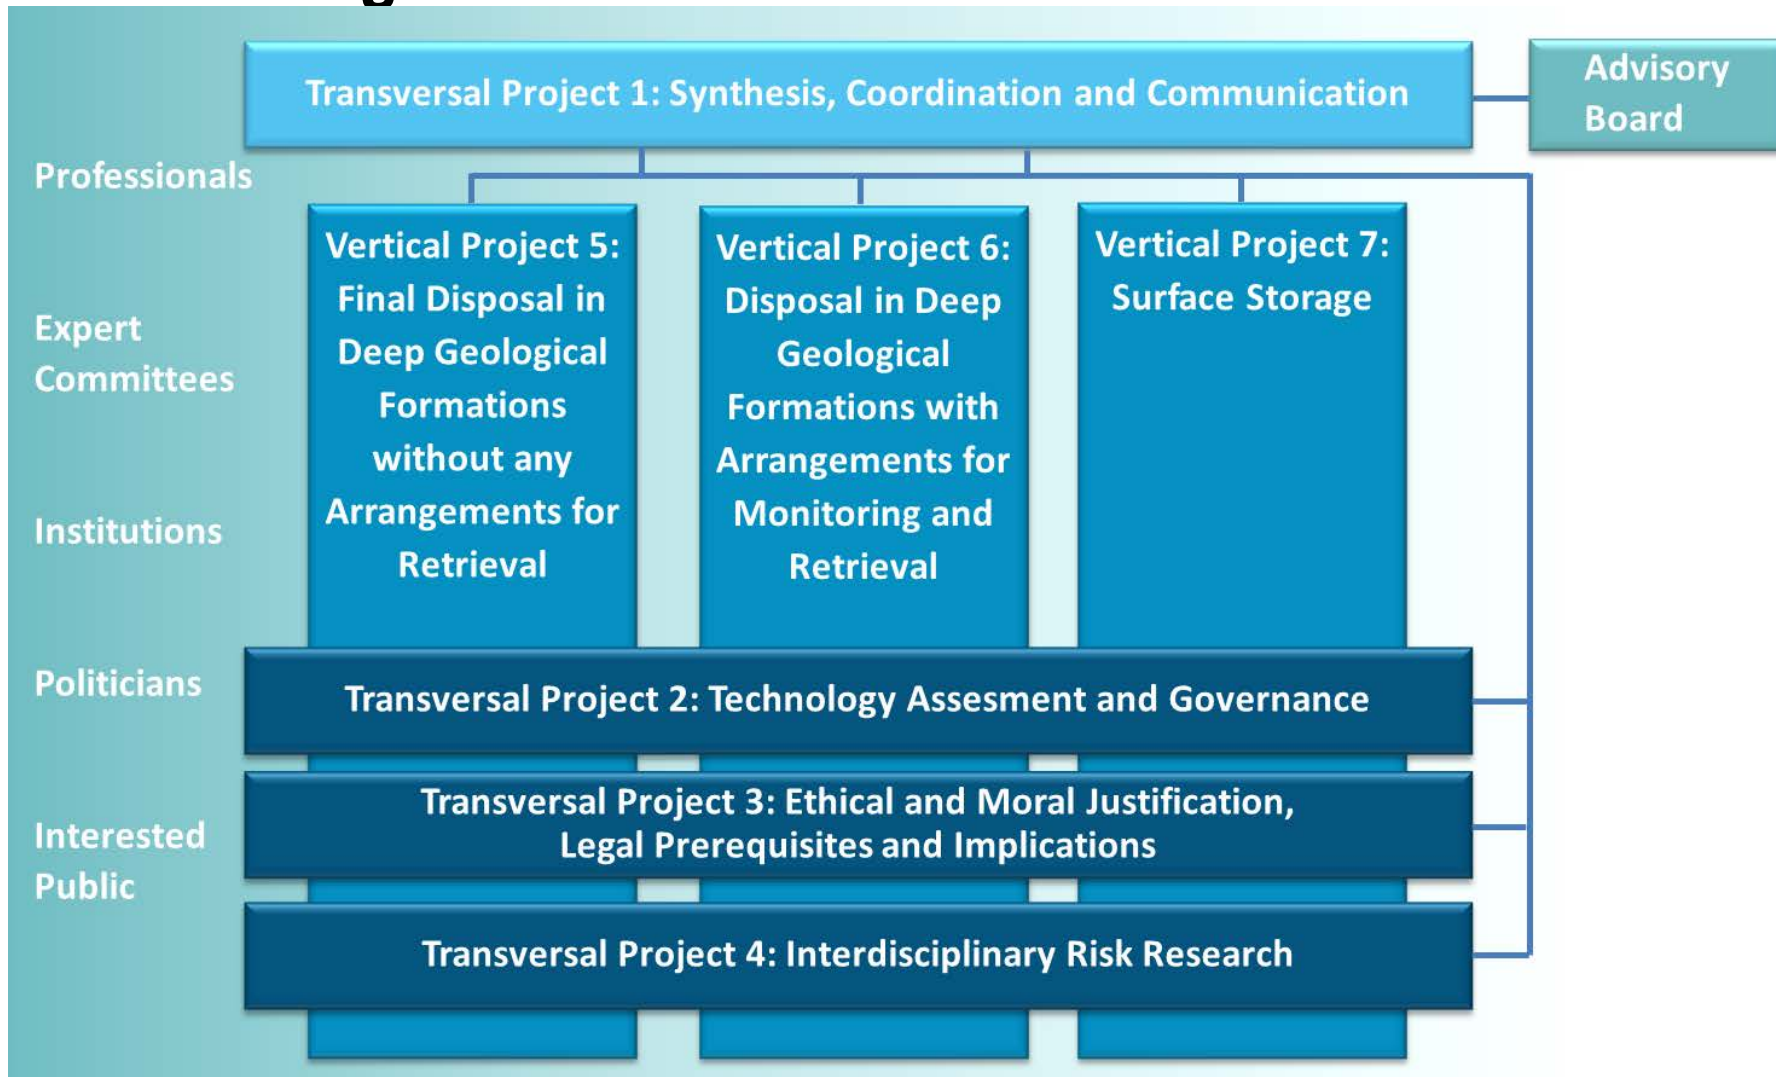 Transversal Project 1: Synthesis, Coordination and Communication
Advisory
Board
Professionals
Expert
Committees
Institutions
Politicians
Interested
Public
Vertical Project 5:
Final Disposal in
Deep Geological
Formations
without any
Arrangements for
Retrieval
Vertical Project 6:
Disposal in Deep
Geological
Formations with
Arrangements for
Monitoring and
Retrieval
Vertical Project 7:
Surface Storage
Transversal Project 2: Technology Assesment and Governance
Transversal Project 3: Ethical and Moral Justification,
Legal Prerequisites and Implications
Transversal Project 4: Interdisciplinary Risk Research